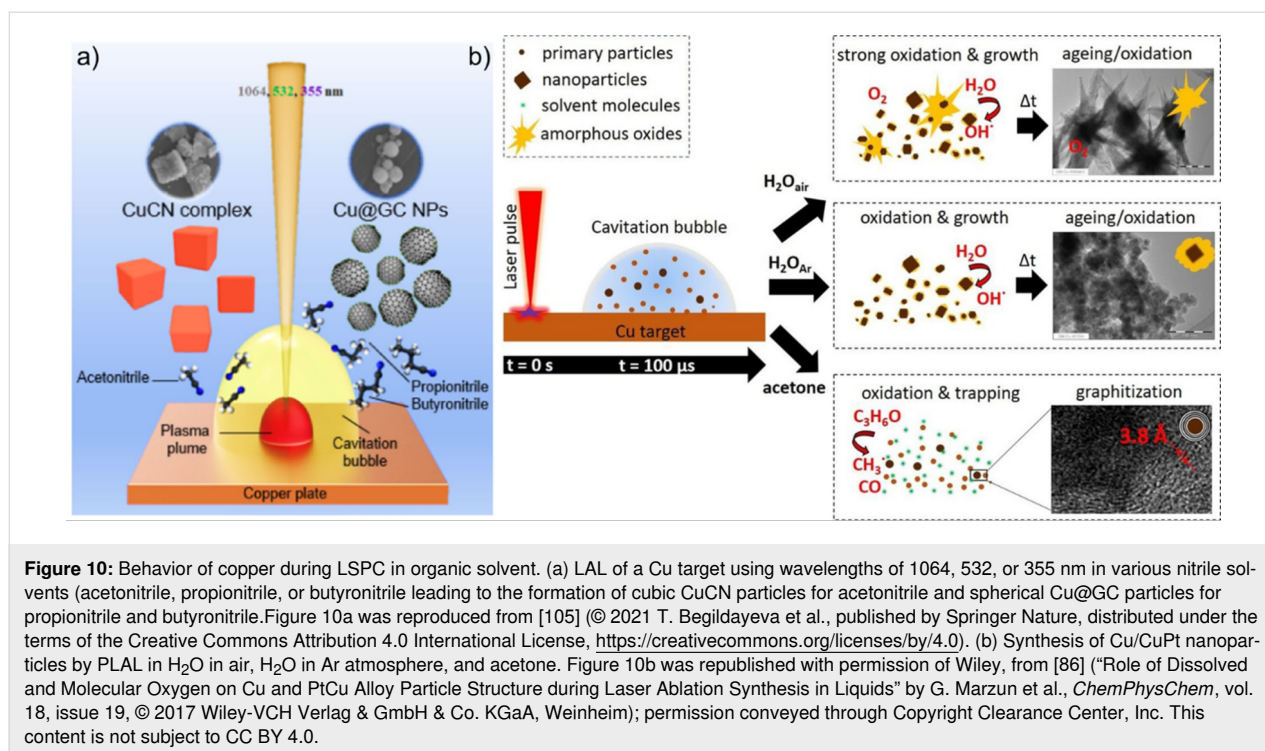 a)
1064, 532, 355 nm
CuCN complex
Cu@GC NPs
Acetonitrile
Propionitrile
Butyronitrile
Plasma
plume
Cavitation
bubble
Copper plate
b)
primary particles
nanoparticles
solvent molecules
amorphous oxides
Laser pulse
Cavitation bubble
Cu target
t = 0 s
t = 100 µs
H2Oair
H2OAr
acetone
strong oxidation & growth
ageing/oxidation
O2
H2O
OH·
Δt
O2
oxidation & growth
ageing/oxidation
H2O
OH·
Δt
oxidation & trapping
graphitization
C3H6O
CH3·
CO
3.8 Å
Figure 10: Behavior of copper during LSPC in organic solvent. (a) LAL of a Cu target using wavelengths of 1064, 532, or 355 nm in various nitrile sol-
vents (acetonitrile, propionitrile, or butyronitrile leading to the formation of cubic CuCN particles for acetonitrile and spherical Cu@GC particles for
propionitrile and butyronitrile.Figure 10a was reproduced from [105] (© 2021 T. Begildayeva et al., published by Springer Nature, distributed under the
terms of the Creative Commons Attribution 4.0 International License, https://creativecommons.org/licenses/by/4.0). (b) Synthesis of Cu/CuPt nanopar-
ticles by PLAL in H2O in air, H2O in Ar atmosphere, and acetone. Figure 10b was republished with permission of Wiley, from [86] (“Role of Dissolved
and Molecular Oxygen on Cu and PtCu Alloy Particle Structure during Laser Ablation Synthesis in Liquids” by G. Marzun et al., ChemPhysChem, vol.
18, issue 19, © 2017 Wiley-VCH Verlag & GmbH & Co. KGaA, Weinheim); permission conveyed through Copyright Clearance Center, Inc. This
content is not subject to CC BY 4.0.